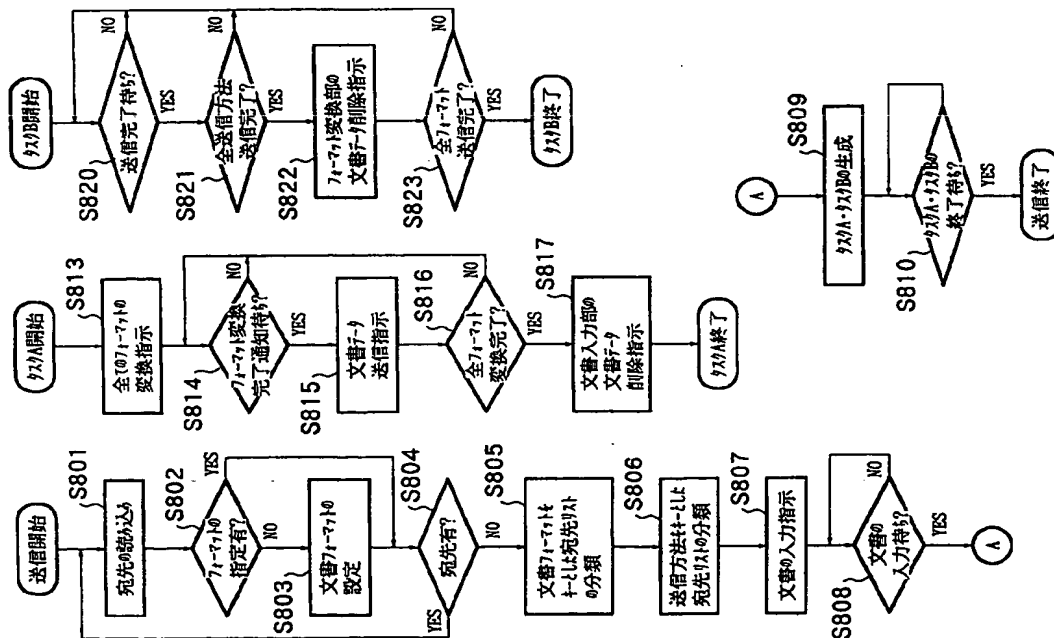 送信開始
S801
宛先の読み込み
S802
フォーマットの
指定有?
YES
NO
S803
文書フォーマットの
設定
S804
宛先有?
YES
NO
S805
文書フォーマットを
キーとした宛先リスト
の分類
S806
送信方法をキーとした
宛先リストの分類
S807
文書の入力指示
S808
文書の
入力待ち?
NO
YES
A
タスクA開始
S813
全てのフォーマットの
変換指示
S814
フォーマット変換
完了通知待ち?
NO
YES
S815
文書データ
送信指示
S816
全フォーマット
変換完了?
NO
YES
S817
文書入力部の
文書データ
削除指示
タスクA終了
タスクB開始
S820
送信完了待ち?
NO
YES
S821
全送信方法
送信完了?
NO
YES
S822
フォーマット変換部の
文書データ削除指示
S823
全フォーマット
送信完了?
NO
YES
タスクB終了
A
S809
タスクA・タスクBの生成
S810
タスクA・タスクBの
終了待ち?
NO
YES
送信終了